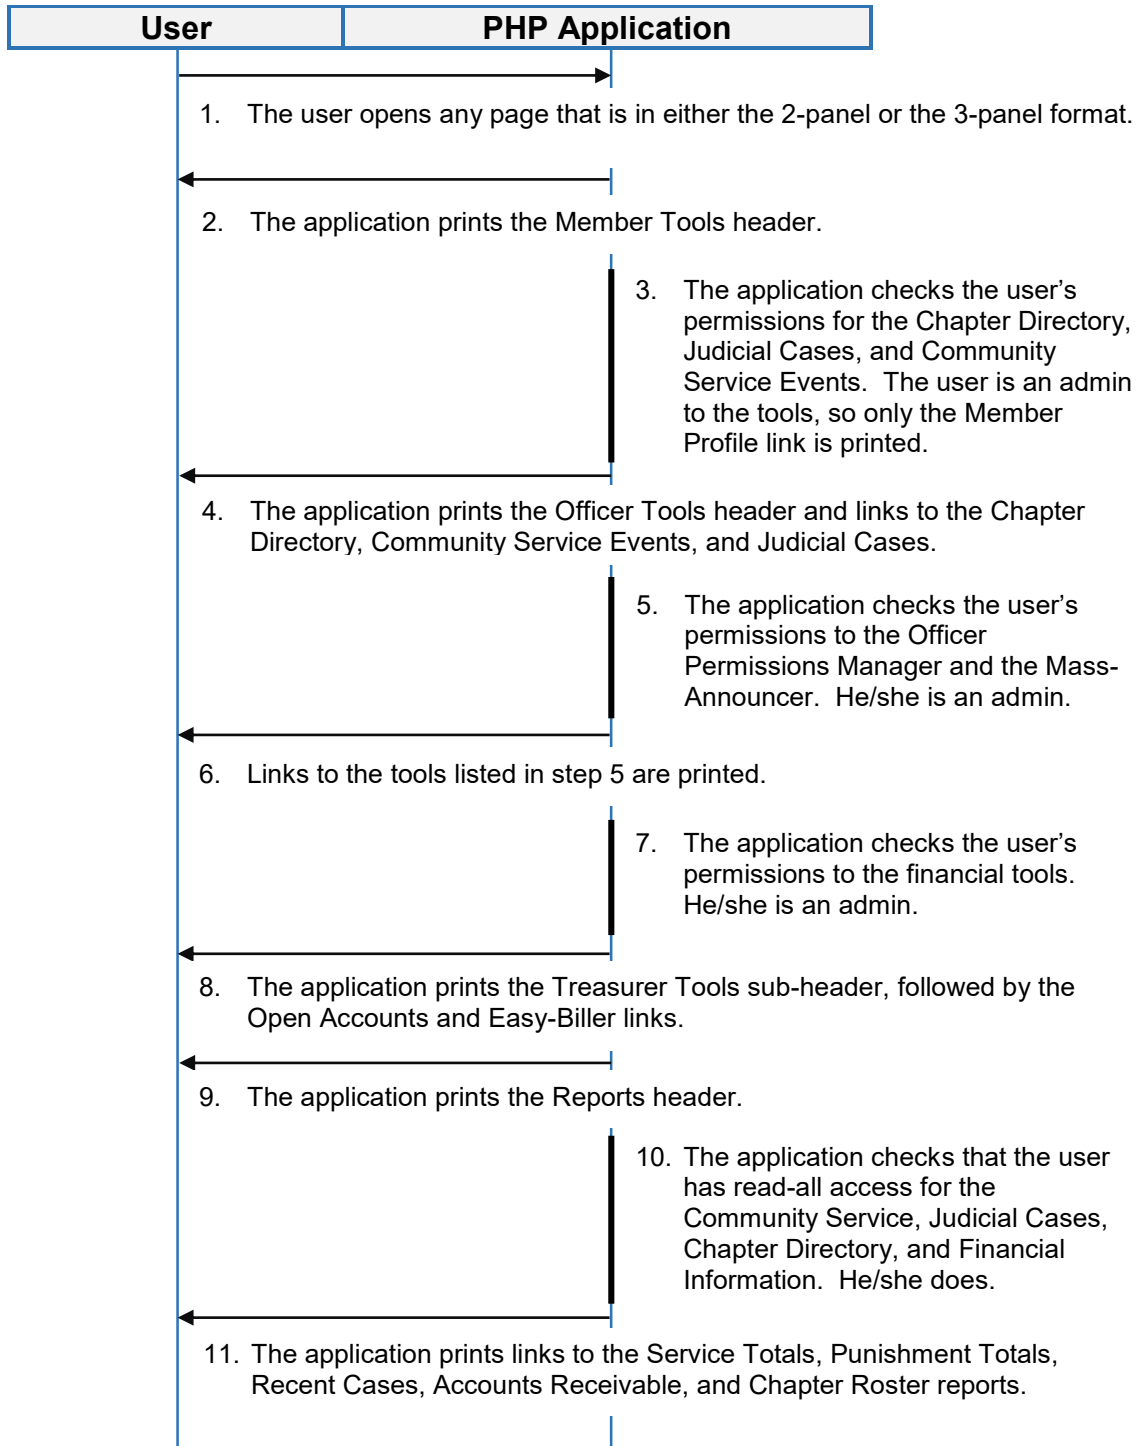 User PHP Application
1. The user opens any page that is in either the 2-panel or the 3-panel format.
2. The application prints the Member Tools header.
3. The application checks the user's
permissions for the Chapter Directory,
Judicial Cases, and Community
Service Events. The user is an admin
to the tools, so only the Member
Profile link is printed.
4. The application prints the Officer Tools header and links to the Chapter
Directory, Community Service Events, and Judicial Cases.
5. The application checks the user's
permissions to the Officer
Permissions Manager and the Mass-
Announcer. He/she is an admin.
6. Links to the tools listed in step 5 are printed.
7. The application checks the user's
permissions to the financial tools.
He/she is an admin.
8. The application prints the Treasurer Tools sub-header, followed by the
Open Accounts and Easy-Biller links.
9. The application prints the Reports header.
10. The application checks that the user
has read-all access for the
Community Service, Judicial Cases,
Chapter Directory, and Financial
Information. He/she does.
11. The application prints links to the Service Totals, Punishment Totals,
Recent Cases, Accounts Receivable, and Chapter Roster reports.